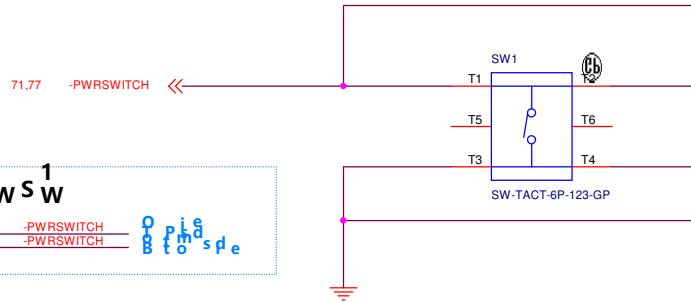 SW1
T1
T2
71,77 -PWRSWITCH
T5 T6
T3 T4
SW-TACT-6P-123-GP
-PWRSWITCH
-PWRSWITCH